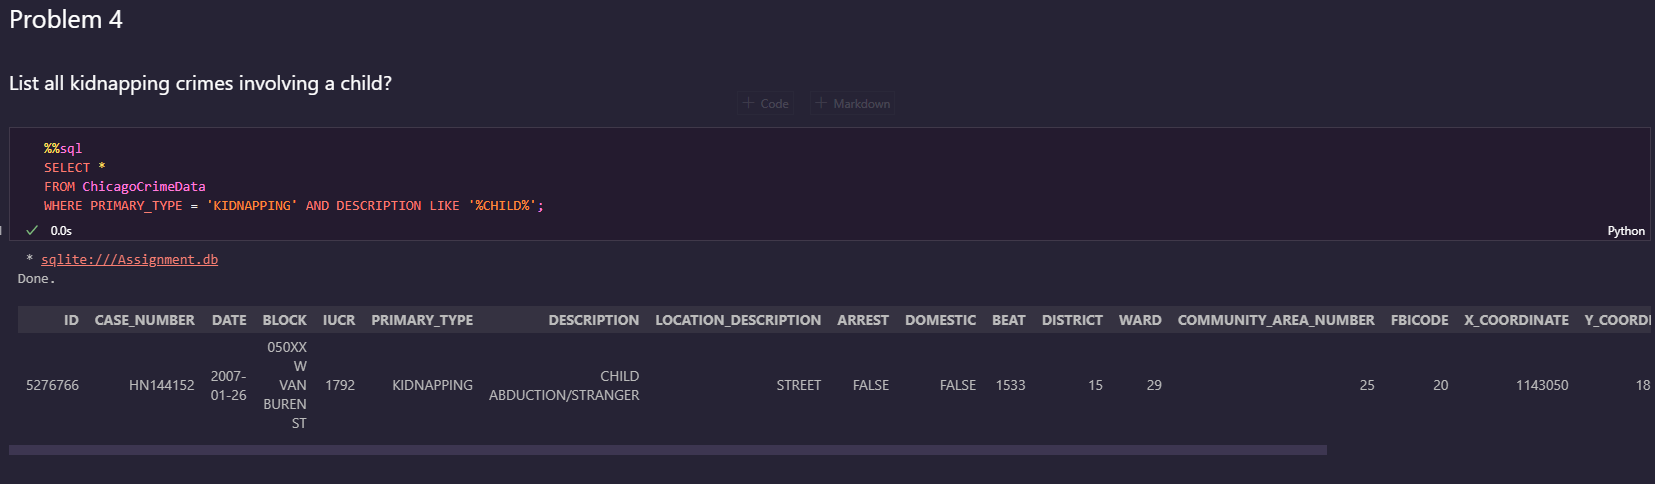 Problem 4
List all kidnapping crimes involving a child?
+ Code + Markdown
%%sql
SELECT *
FROM ChicagoCrimeData
WHERE PRIMARY_TYPE = 'KIDNAPPING' AND DESCRIPTION LIKE '%CHILD%';
0.0s
Python
* sqlite:///Assignment.db
Done.
ID CASE_NUMBER DATE BLOCK IUCR PRIMARY_TYPE DESCRIPTION LOCATION_DESCRIPTION ARREST DOMESTIC BEAT DISTRICT WARD COMMUNITY_AREA_NUMBER FBICODE X_COORDINATE Y_COORDI
5276766 HN144152 2007-
01-26 050XX
W
VAN
BUREN
ST 1792 KIDNAPPING CHILD
ABDUCTION/STRANGER STREET FALSE FALSE 1533 15 29 25 20 1143050 18